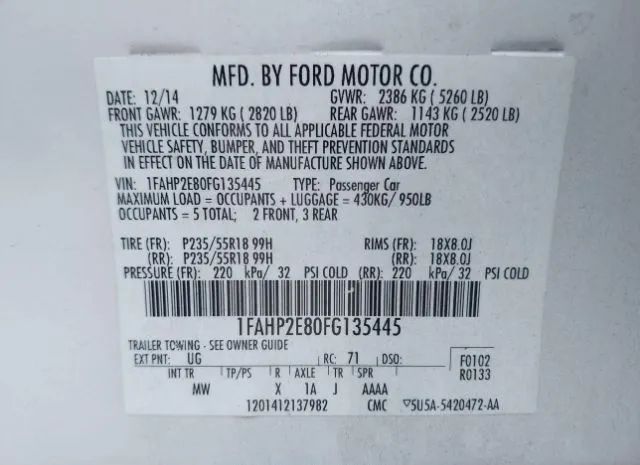 MFD. BY FORD MOTOR CO.
DATE: 12/14 GVWR: 2386 KG ( 5260 LB)
FRONT GAWR: 1279 KG ( 2820 LB) REAR GAWR: 1143 KG ( 2520 LB)
THIS VEHICLE CONFORMS TO ALL APPLICABLE FEDERAL MOTOR
VEHICLE SAFETY, BUMPER, AND THEFT PREVENTION STANDARDS
IN EFFECT ON THE DATE OF MANUFACTURE SHOWN ABOVE.
VIN: 1FAHP2E80FG135445 TYPE: Passenger Car
MAXIMUM LOAD = OCCUPANTS + LUGGAGE = 430KG/ 950LB
OCCUPANTS = 5 TOTAL; 2 FRONT, 3 REAR
TIRE (FR): P235/55R18 99H RIMS (FR): 18X8.0J
(RR): P235/55R18 99H (RR): 18X8.0J
PRESSURE (FR): 220 kPa/ 32 PSI COLD (RR): 220 kPa/ 32 PSI COLD
1FAHP2E80FG135445
TRAILER TOWING - SEE OWNER GUIDE
EXT PNT: UG RC: 71 DSO: F0102
INT TR TP/PS R AXLE TR SPR R0133
MW X 1A J AAAA
1201412137982 CMC 5U5A-5420472-AA